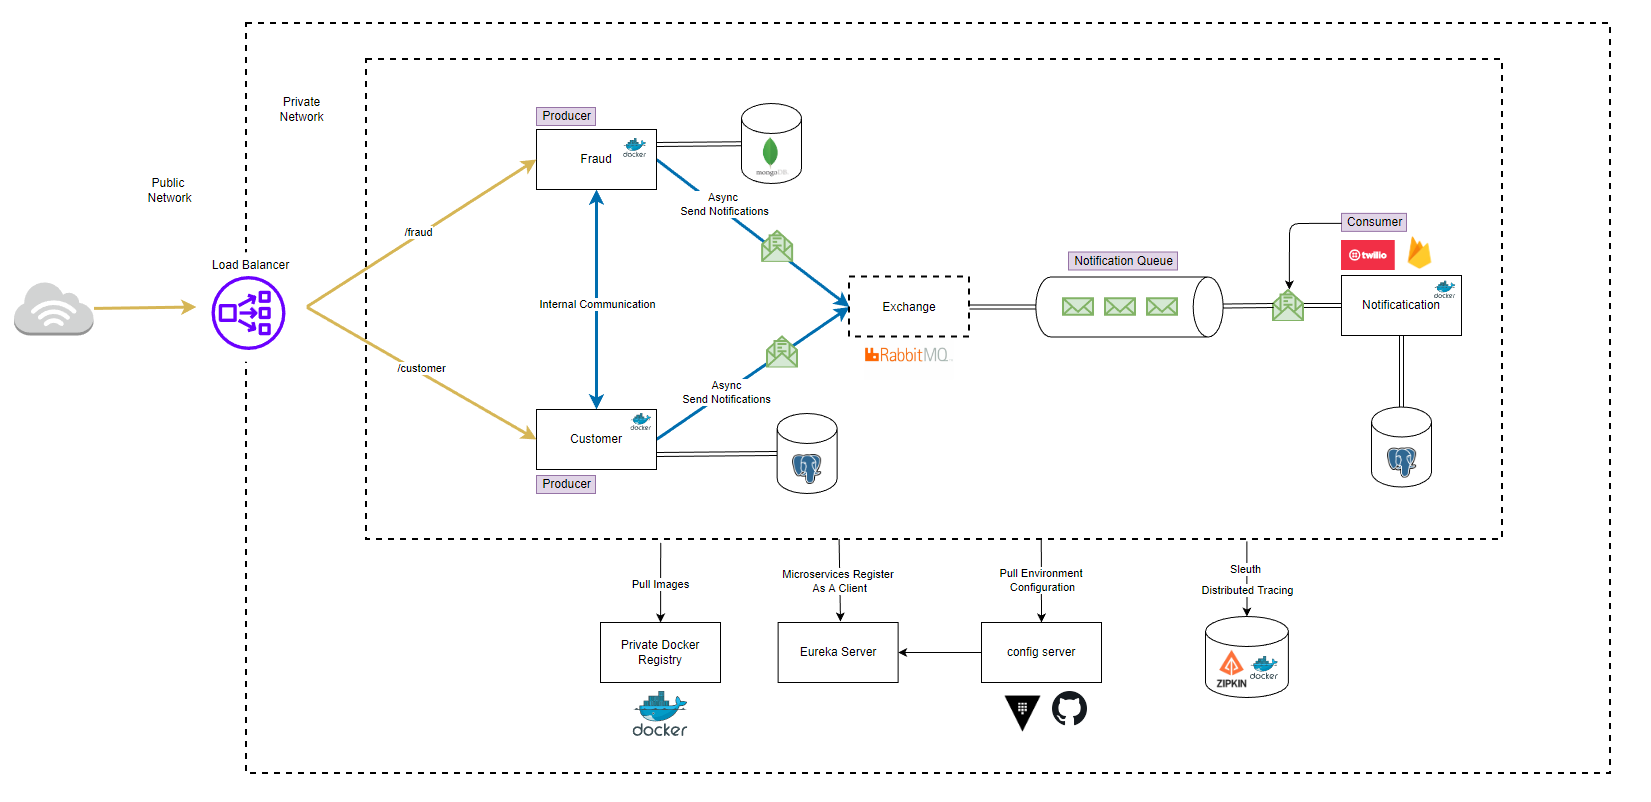 Private
Network
Public
Network
Load Balancer
/fraud
/customer
Producer
Fraud
docker
mongoDB
Async
Send Notifications
Internal Communication
Async
Send Notifications
Customer
docker
Producer
Exchange
RabbitMQ
Notification Queue
Consumer
twilio
Notificatication
docker
Pull Images
Private Docker
Registry
docker
Microservices Register
As A Client
Eureka Server
Pull Environment
Configuration
config server
Sleuth
Distributed Tracing
ZIPKIN
docker